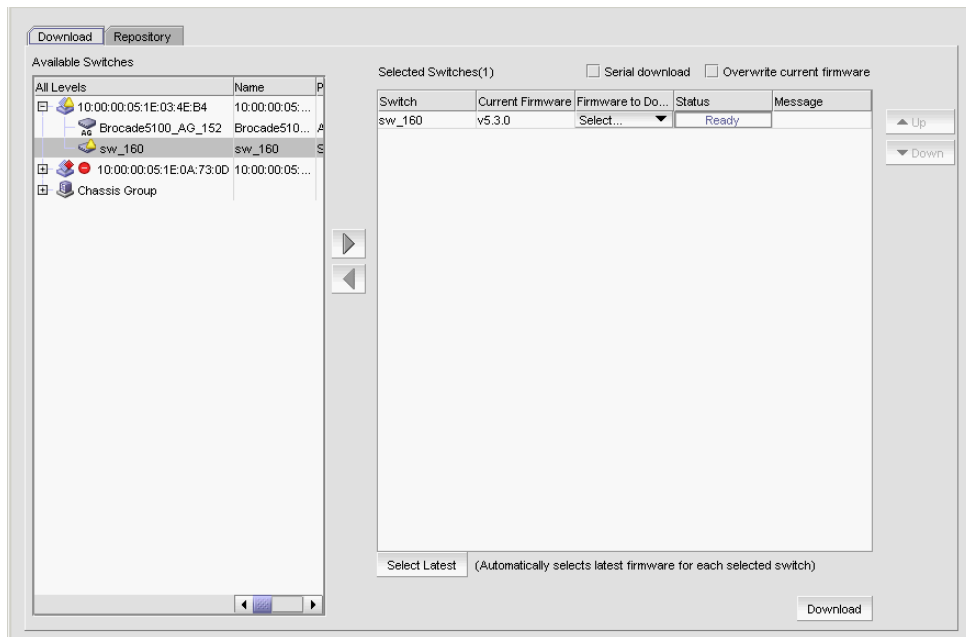 Download Repository
Available Switches
All Levels Name P
10:00:00:05:1E:03:4E:B4 10:00:00:05:...
AG Brocade5100_AG_152 Brocade510... A
sw_160 sw_160 S
10:00:00:05:1E:0A:73:0D 10:00:00:05:...
Chassis Group
Selected Switches(1) Serial download Overwrite current firmware
Switch Current Firmware Firmware to Do... Status Message
sw_160 v5.3.0 Select... Ready
Up
Down
Select Latest (Automatically selects latest firmware for each selected switch)
Download